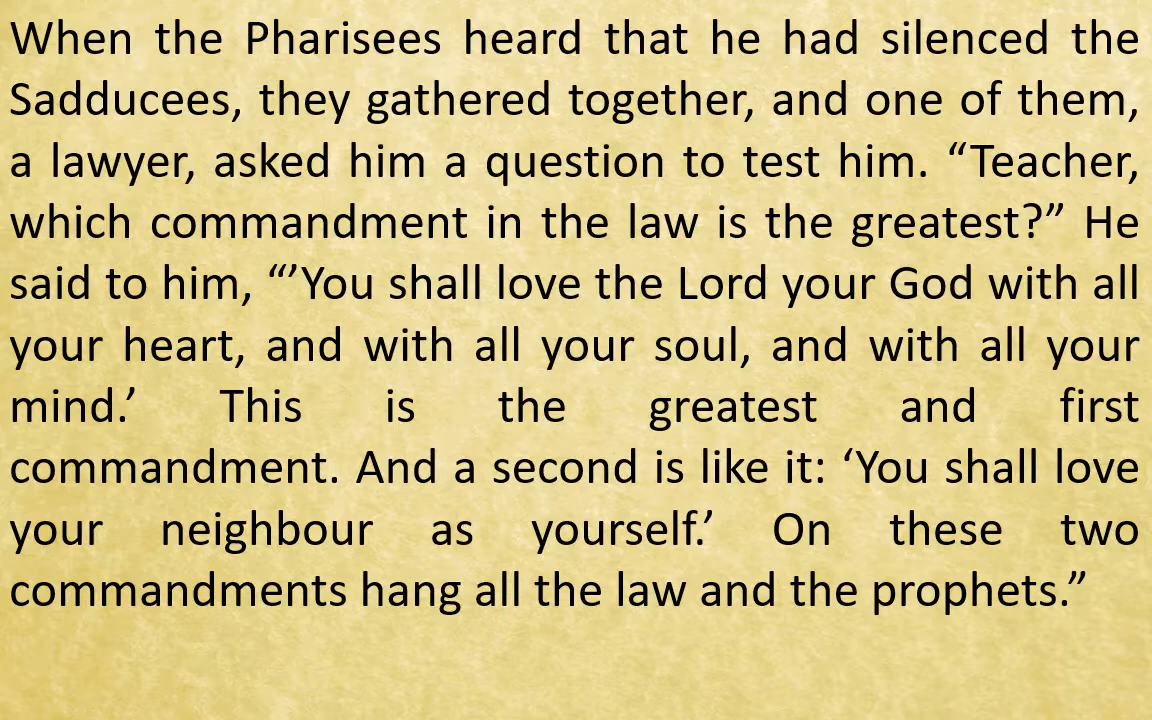 When the Pharisees heard that he had silenced the
Sadducees, they gathered together, and one of them,
a lawyer, asked him a question to test him. “Teacher,
which commandment in the law is the greatest?” He
said to him, “’You shall love the Lord your God with all
your heart, and with all your soul, and with all your
mind.’ This is the greatest and first
commandment. And a second is like it: ‘You shall love
your neighbour as yourself.’ On these two
commandments hang all the law and the prophets.”